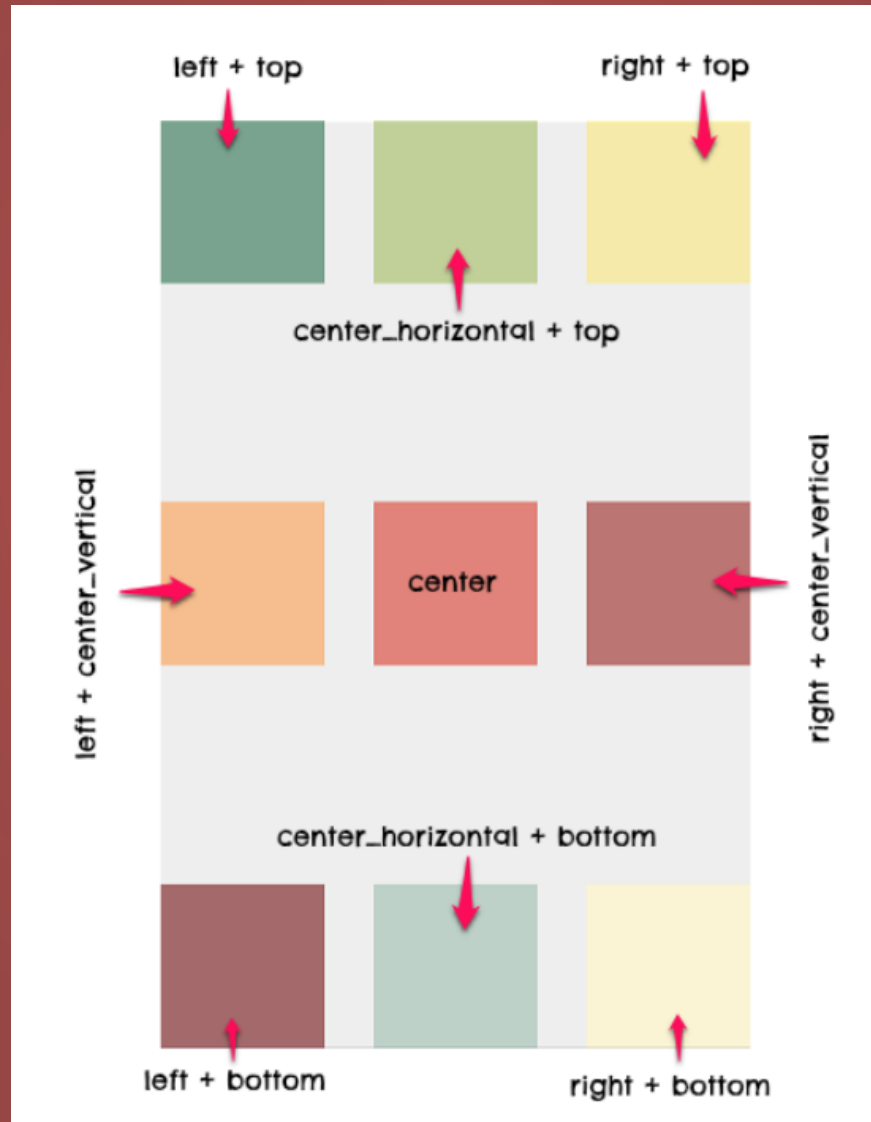 left + top
right + top
center_horizontal + top
left + center_vertical
center
right + center_vertical
center_horizontal + bottom
left + bottom
right + bottom